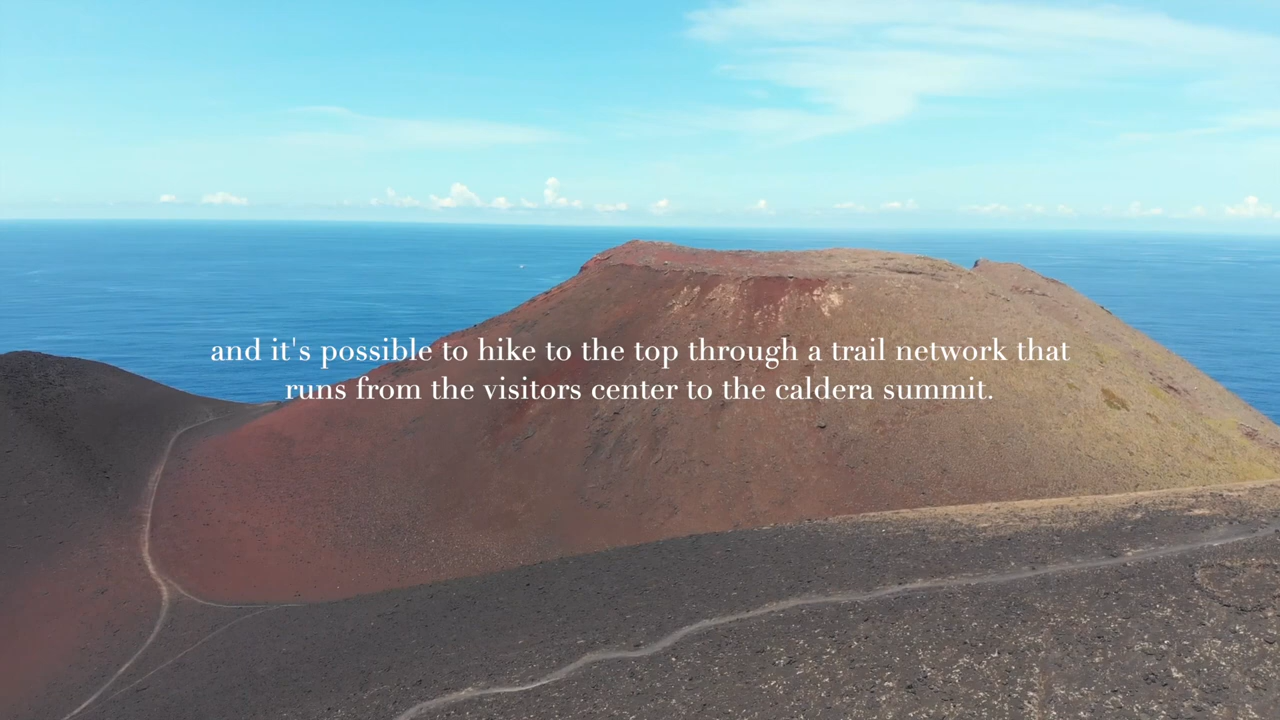 and it's possible to hike to the top through a trail network that
runs from the visitors center to the caldera summit.